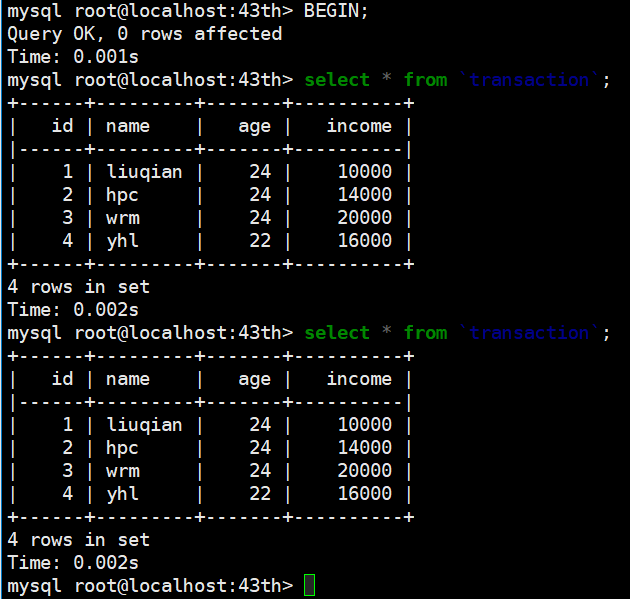 mysql root@localhost:43th> BEGIN;
Query OK, 0 rows affected
Time: 0.001s
mysql root@localhost:43th> select * from `transaction`;
+------+---------+-------+----------+
|   id | name    |   age |   income |
|------+---------+-------+----------|
|    1 | liuqian |    24 |    10000 |
|    2 | hpc     |    24 |    14000 |
|    3 | wrm     |    24 |    20000 |
|    4 | yhl     |    22 |    16000 |
+------+---------+-------+----------+
4 rows in set
Time: 0.002s
mysql root@localhost:43th> select * from `transaction`;
+------+---------+-------+----------+
|   id | name    |   age |   income |
|------+---------+-------+----------|
|    1 | liuqian |    24 |    10000 |
|    2 | hpc     |    24 |    14000 |
|    3 | wrm     |    24 |    20000 |
|    4 | yhl     |    22 |    16000 |
+------+---------+-------+----------+
4 rows in set
Time: 0.002s
mysql root@localhost:43th>